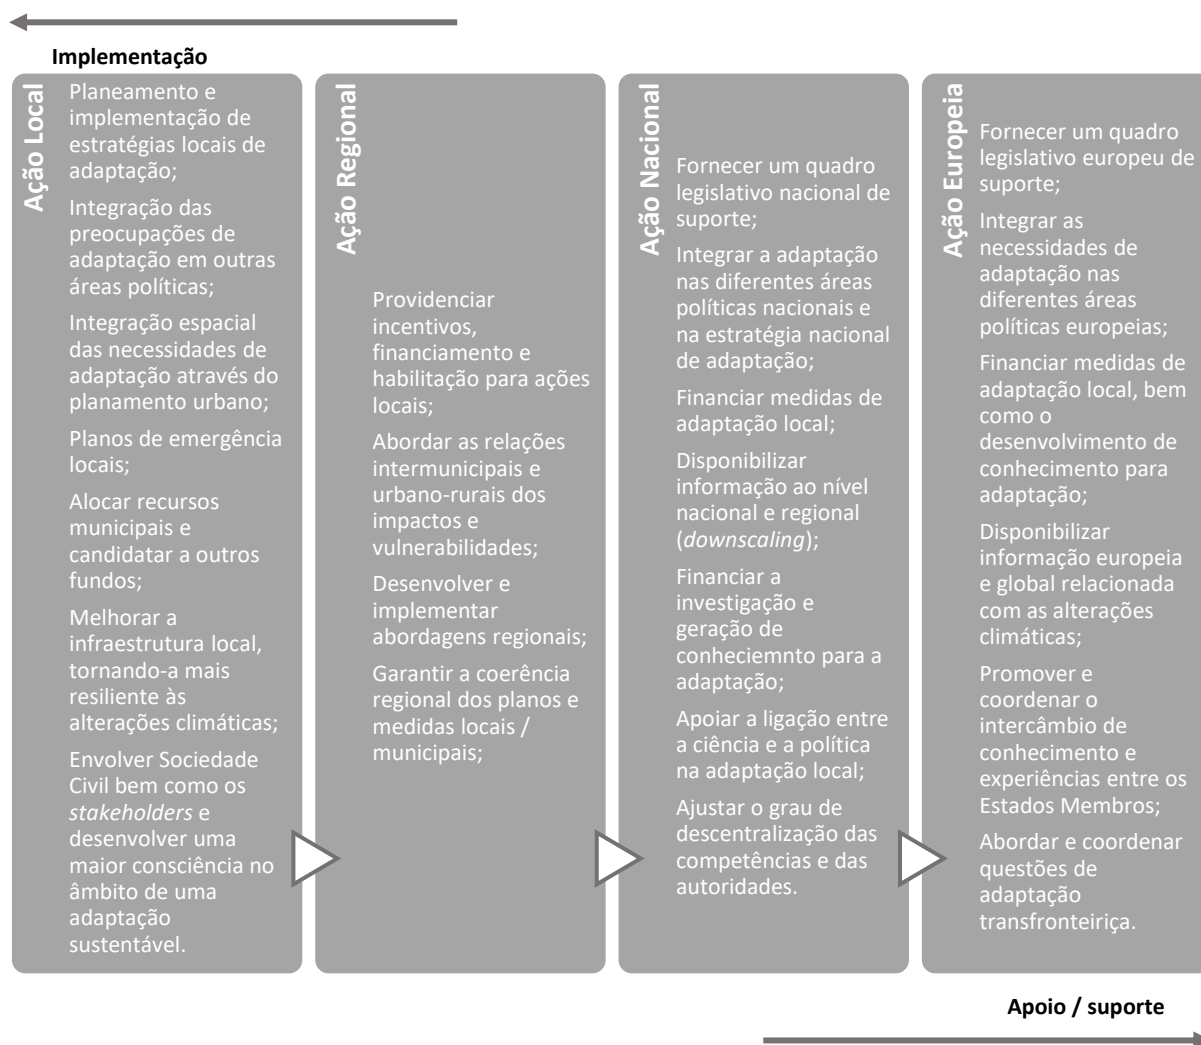 Implementação
Ação Local
Planeamento e
implementação de
estratégias locais de
adaptação;
Integração das
preocupações de
adaptação em outras
áreas políticas;
Integração espacial
das necessidades de
adaptação através do
planamento urbano;
Planos de emergência
locais;
Alocar recursos
municipais e
candidatar a outros
fundos;
Melhorar a
infraestrutura local,
tornando-a mais
resiliente às
alterações climáticas;
Envolver Sociedade
Civil bem como os
stakeholders e
desenvolver uma
maior consciência no
âmbito de uma
adaptação
sustentável.
Ação Regional
Providenciar
incentivos,
financiamento e
habilitação para ações
locais;
Abordar as relações
intermunicipais e
urbano-rurais dos
impactos e
vulnerabilidades;
Desenvolver e
implementar
abordagens regionais;
Garantir a coerência
regional dos planos e
medidas locais /
municipais;
Ação Nacional
Fornecer um quadro
legislativo nacional de
suporte;
Integrar a adaptação
nas diferentes áreas
políticas nacionais e
na estratégia nacional
de adaptação;
Financiar medidas de
adaptação local;
Disponibilizar
informação ao nível
nacional e regional
(downscaling);
Financiar a
investigação e
geração de
conheciemnto para a
adaptação;
Apoiar a ligação entre
a ciência e a política
na adaptação local;
Ajustar o grau de
descentralização das
competências e das
autoridades.
Ação Europeia
Fornecer um quadro
legislativo europeu de
suporte;
Integrar as
necessidades de
adaptação nas
diferentes áreas
políticas europeias;
Financiar medidas de
adaptação local, bem
como o
desenvolvimento de
conhecimento para
adaptação;
Disponibilizar
informação europeia
e global relacionada
com as alterações
climáticas;
Promover e
coordenar o
intercâmbio de
conhecimento e
experiências entre os
Estados Membros;
Abordar e coordenar
questões de
adaptação
transfronteiriça.
Apoio / suporte